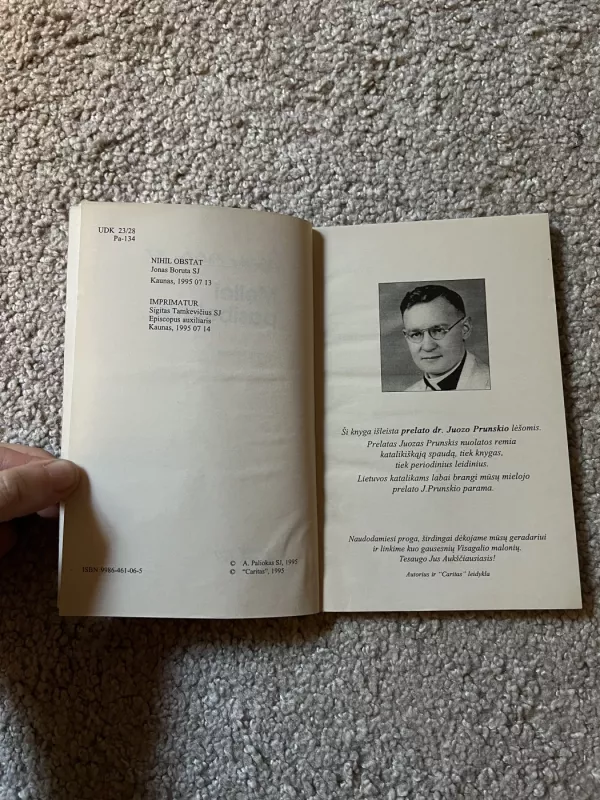 UDK 23/28
Pa-134
NIHIL OBSTAT
Jonas Boruta SJ
Kaunas, 1995 07 13
IMPRIMATUR
Sigitas Tamkevičius SJ
Episcopus auxiliaris
Kaunas, 1995 07 14
ISBN 9986-461-06-5
© A. Paliokas SJ, 1995
© "Caritas", 1995
Ši knyga išleista prelato dr. Juozo Prunskio lėšomis.
Prelatas Juozas Prunskis nuolatos remia
katalikiškąją spaudą, tiek knygas,
tiek periodinius leidinius.
Lietuvos katalikams labai brangi mūsų mielojo
prelato J.Prunskio parama.
Naudodamiesi proga, širdingai dėkojame mūsų geradariui
ir linkime kuo gausesnių Visagalio malonių.
Tesaugo Jus Aukščiausiasis!
Autorius ir "Caritas" leidykla